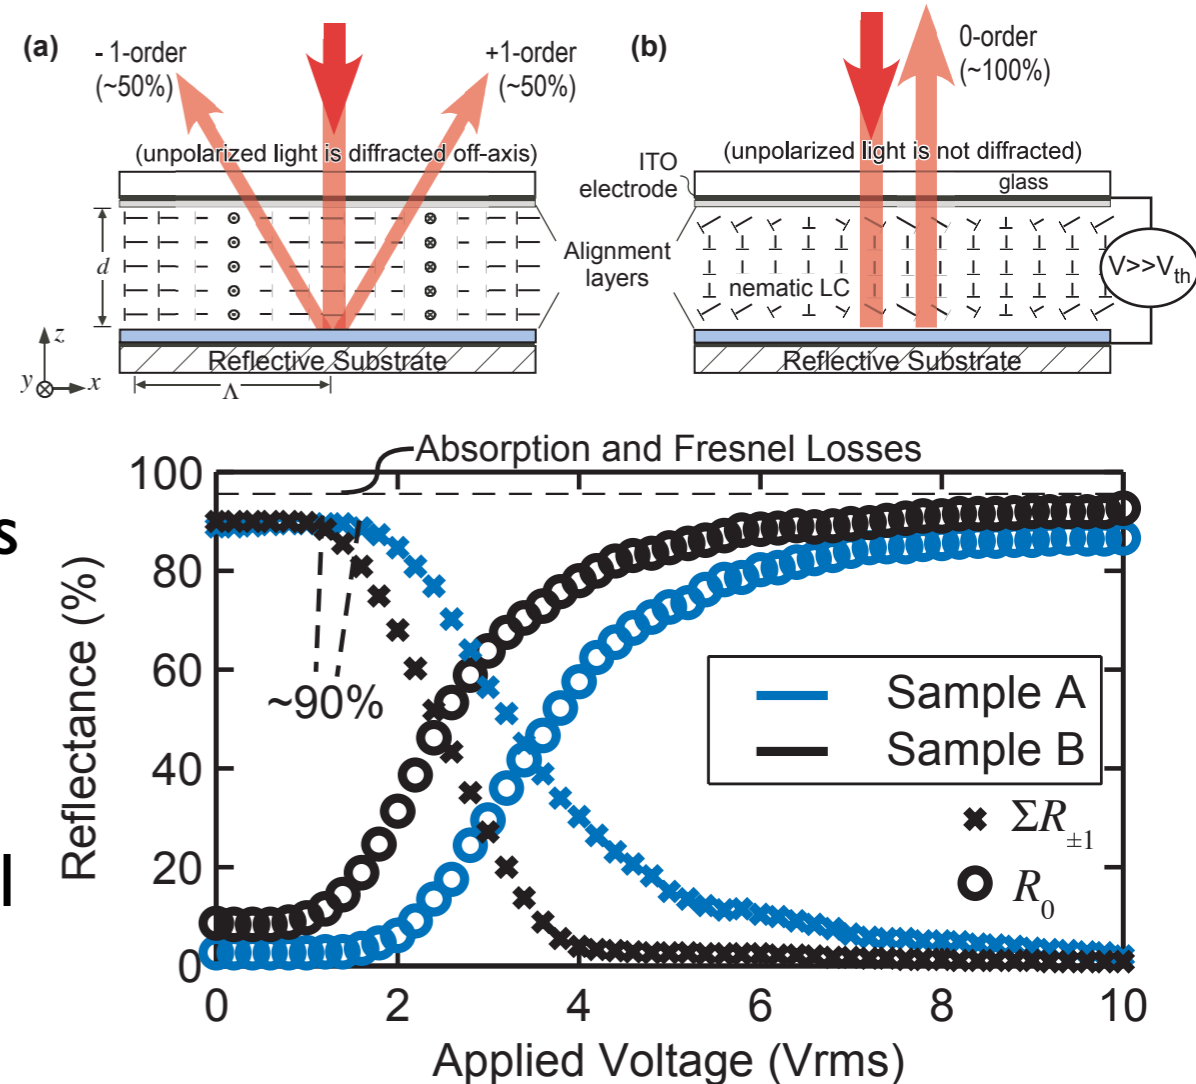 (a)
- 1-order
(~50%)
+1-order
(~50%)
(unpolarized light is diffracted off-axis)
d
z
y
x
Λ
Reflective Substrate
(b)
0-order
(~100%)
(unpolarized light is not diffracted)
ITO
electrode
glass
Alignment
layers
nematic LC
V>>Vth
Reflective Substrate
Absorption and Fresnel Losses
s
l
Reflectance (%)
100
80
60
40
20
0
~90%
Sample A
Sample B
ΣR±1
R0
0
2
4
6
8
10
Applied Voltage (Vrms)